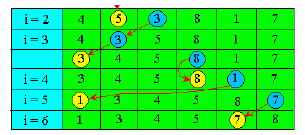 i = 2 4 5 3 8 1 7
i = 3 4 3 5 8 1 7
3 4 5 8 1 7
i = 4 3 4 5 8 1 7
i = 5 1 3 4 5 8 7
i = 6 1 3 4 5 7 8